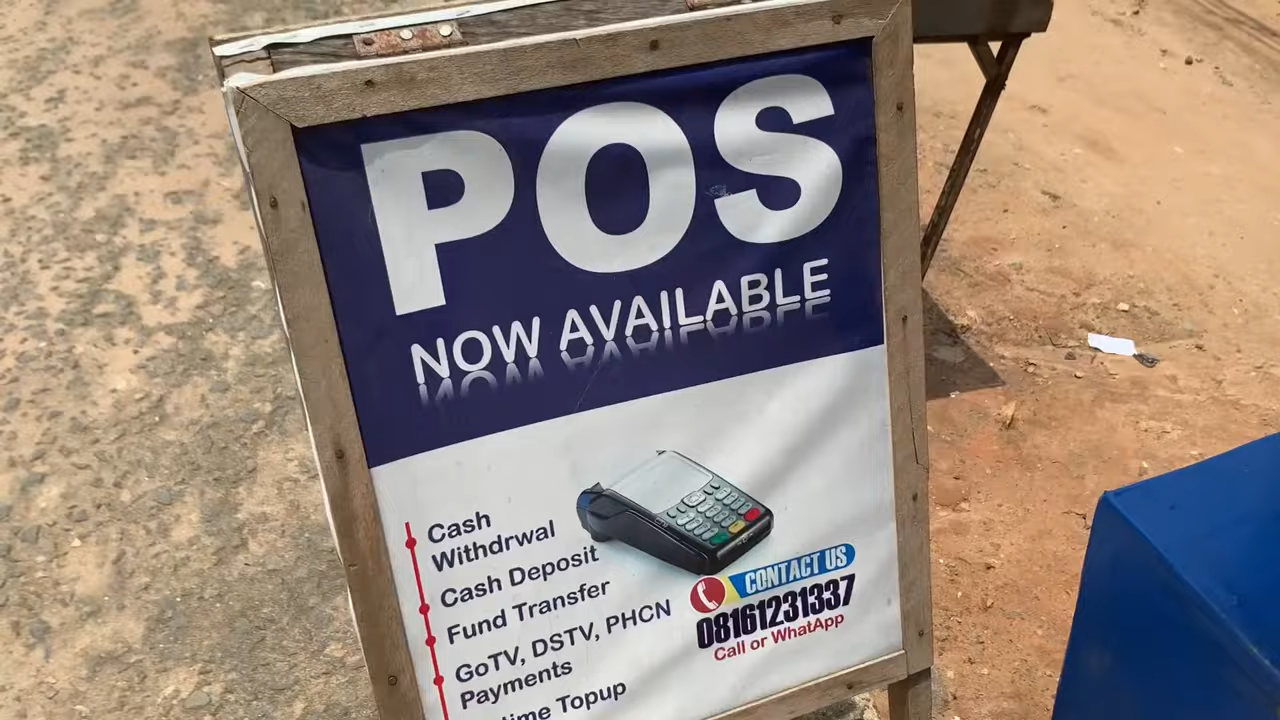 POS
NOW AVAILABLE
Cash
Withdrwal
Cash Deposit
Fund Transfer
GoTV, DSTV, PHCN
Payments
Topup
CONTACT US
08161231337
Call or WhatsApp